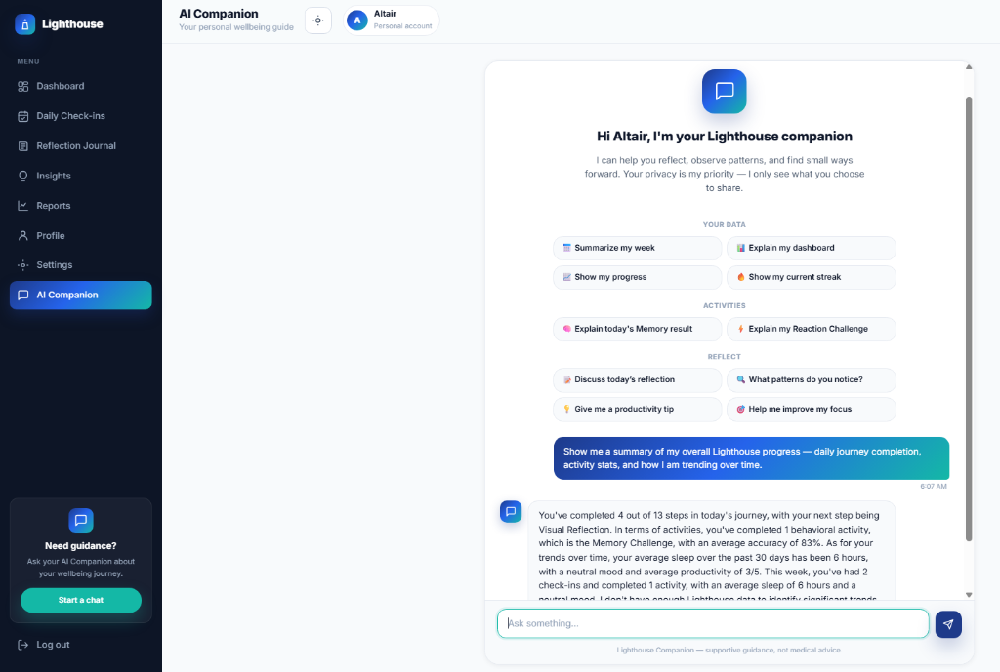 Lighthouse
MENU
Dashboard
Daily Check-ins
Reflection Journal
Insights
Reports
Profile
Settings
AI Companion
Need guidance?
Ask your AI Companion about
your wellbeing journey.
Start a chat
Log out
AI Companion
Your personal wellbeing guide
A
Altair
Personal account
Hi Altair, I'm your Lighthouse companion
I can help you reflect, observe patterns, and find small ways
forward. Your privacy is my priority — I only see what you choose
to share.
YOUR DATA
Summarize my week
Explain my dashboard
Show my progress
Show my current streak
ACTIVITIES
Explain today's Memory result
Explain my Reaction Challenge
REFLECT
Discuss today's reflection
What patterns do you notice?
Give me a productivity tip
Help me improve my focus
Show me a summary of my overall Lighthouse progress — daily journey completion,
activity stats, and how I am trending over time.
6:07 AM
You've completed 4 out of 13 steps in today's journey, with your next step being
Visual Reflection. In terms of activities, you've completed 1 behavioral activity,
which is the Memory Challenge, with an average accuracy of 83%. As for your
trends over time, your average sleep over the past 30 days has been 6 hours,
with a neutral mood and average productivity of 3/5. This week, you've had 2
check-ins and completed 1 activity, with an average sleep of 6 hours and a
neutral mood. I don't have enough Lighthouse data to identify significant trends
Ask something...
Lighthouse Companion — supportive guidance, not medical advice.